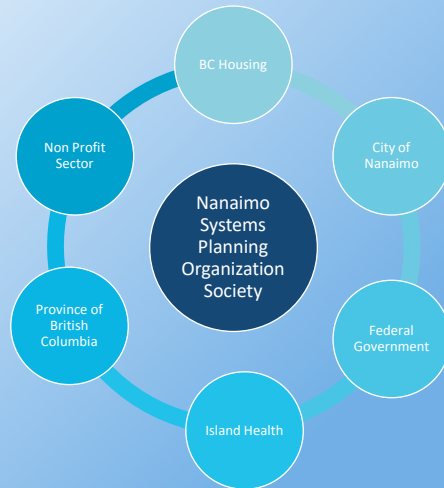 BC Housing
City of
Nanaimo
Federal
Government
Island Health
Province of
British
Columbia
Non Profit
Sector
Nanaimo
Systems
Planning
Organization
Society